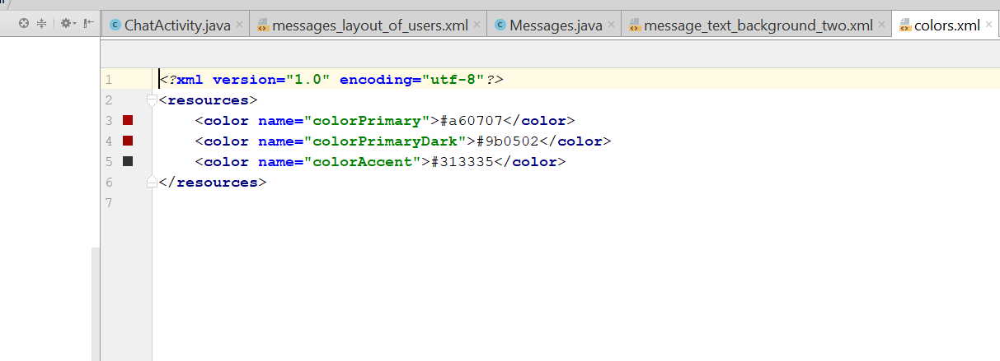 ChatActivity.java messages_layout_of_users.xml Messages.java message_text_background_two.xml colors.xml
1 <?xml version="1.0" encoding="utf-8"?>
2 <resources>
3     <color name="colorPrimary">#a60707</color>
4     <color name="colorPrimaryDark">#9b0502</color>
5     <color name="colorAccent">#313335</color>
6 </resources>
7